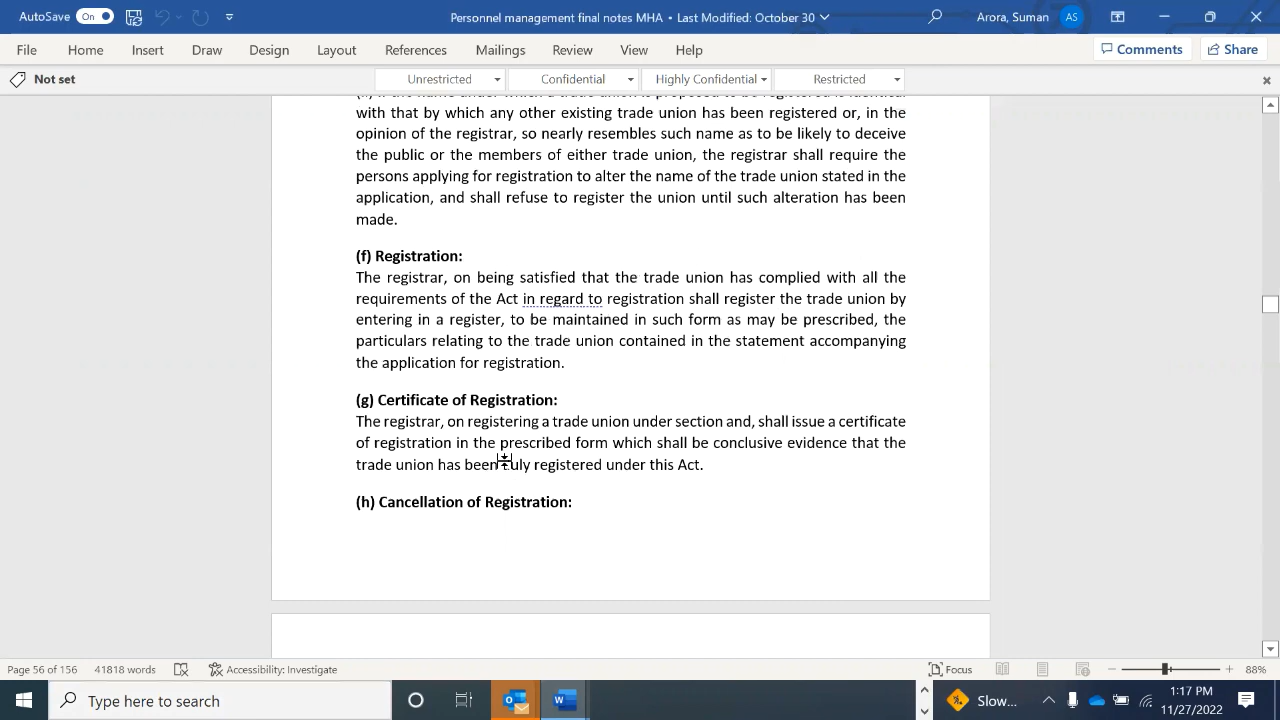 AutoSave On
Personnel management final notes MHA • Last Modified: October 30
Arora, Suman AS
File Home Insert Draw Design Layout References Mailings Review View Help Comments Share
Not set Unrestricted Confidential Highly Confidential Restricted
with that by which any other existing trade union has been registered or, in the
opinion of the registrar, so nearly resembles such name as to be likely to deceive
the public or the members of either trade union, the registrar shall require the
persons applying for registration to alter the name of the trade union stated in the
application, and shall refuse to register the union until such alteration has been
made.
(f) Registration:
The registrar, on being satisfied that the trade union has complied with all the
requirements of the Act in regard to registration shall register the trade union by
entering in a register, to be maintained in such form as may be prescribed, the
particulars relating to the trade union contained in the statement accompanying
the application for registration.
(g) Certificate of Registration:
The registrar, on registering a trade union under section and, shall issue a certificate
of registration in the prescribed form which shall be conclusive evidence that the
trade union has been registered under this Act.
(h) Cancellation of Registration:
Page 56 of 156 41818 words Accessibility: Investigate Focus 88%
Type here to search
Slow...
1:17 PM
11/27/2022